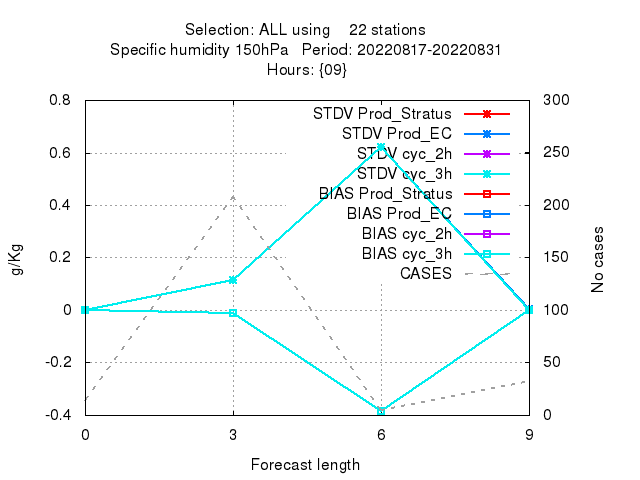 Selection: ALL using    22 stations
Specific humidity 150hPa   Period: 20220817-20220831
Hours: {09}
0.8
0.6
0.4
0.2
0
-0.2
-0.4
g/Kg
STDV Prod_Stratus
STDV Prod_EC
STDV cyc_2h
STDV cyc_3h
BIAS Prod_Stratus
BIAS Prod_EC
BIAS cyc_2h
BIAS cyc_3h
CASES
300
250
200
150
100
50
0
No cases
0 3 6 9
Forecast length